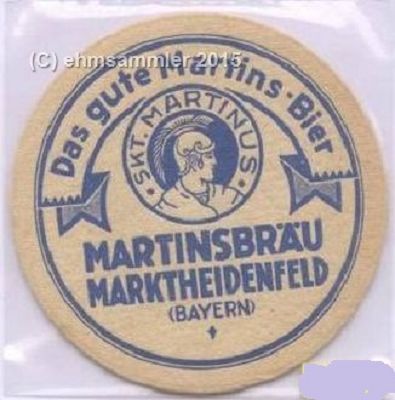 (C) ehmsammler 2015
Das gute Martins-Bier
SKT. MARTINUS
MARTINSBRÄU
MARKTHEIDENFELD
(BAYERN)